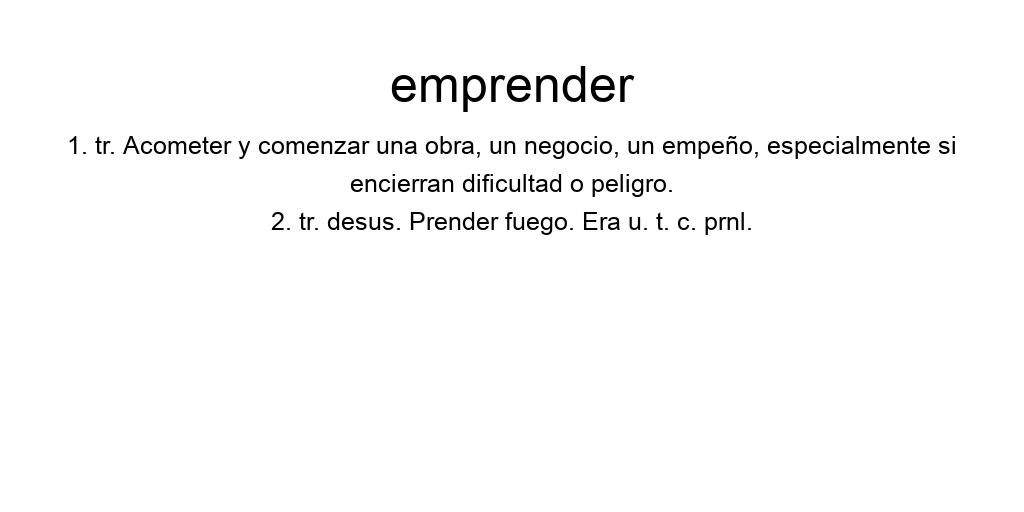 emprender
1. tr. Acometer y comenzar una obra, un negocio, un empeño, especialmente si
encierran dificultad o peligro.
2. tr. desus. Prender fuego. Era u. t. c. prnl.